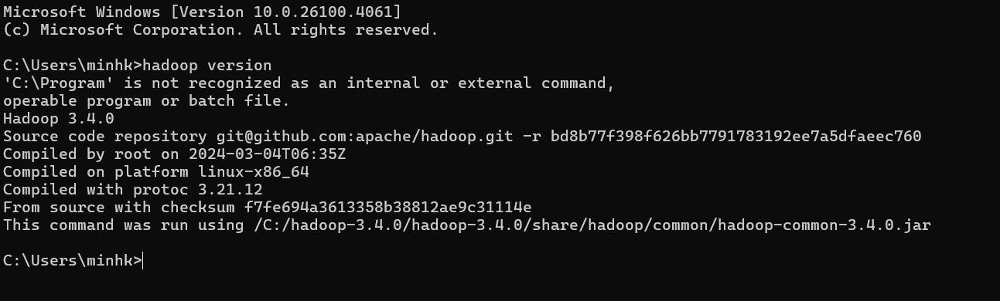 Microsoft Windows [Version 10.0.26100.4061]
(c) Microsoft Corporation. All rights reserved.
C:\Users\minhk>hadoop version
'C:\Program' is not recognized as an internal or external command,
operable program or batch file.
Hadoop 3.4.0
Source code repository git@github.com:apache/hadoop.git -r bd8b77f398f626bb7791783192ee7a5dfaeec760
Compiled by root on 2024-03-04T06:35Z
Compiled on platform linux-x86_64
Compiled with protoc 3.21.12
From source with checksum f7fe694a3613358b38812ae9c31114e
This command was run using /C:/hadoop-3.4.0/hadoop-3.4.0/share/hadoop/common/hadoop-common-3.4.0.jar
C:\Users\minhk>